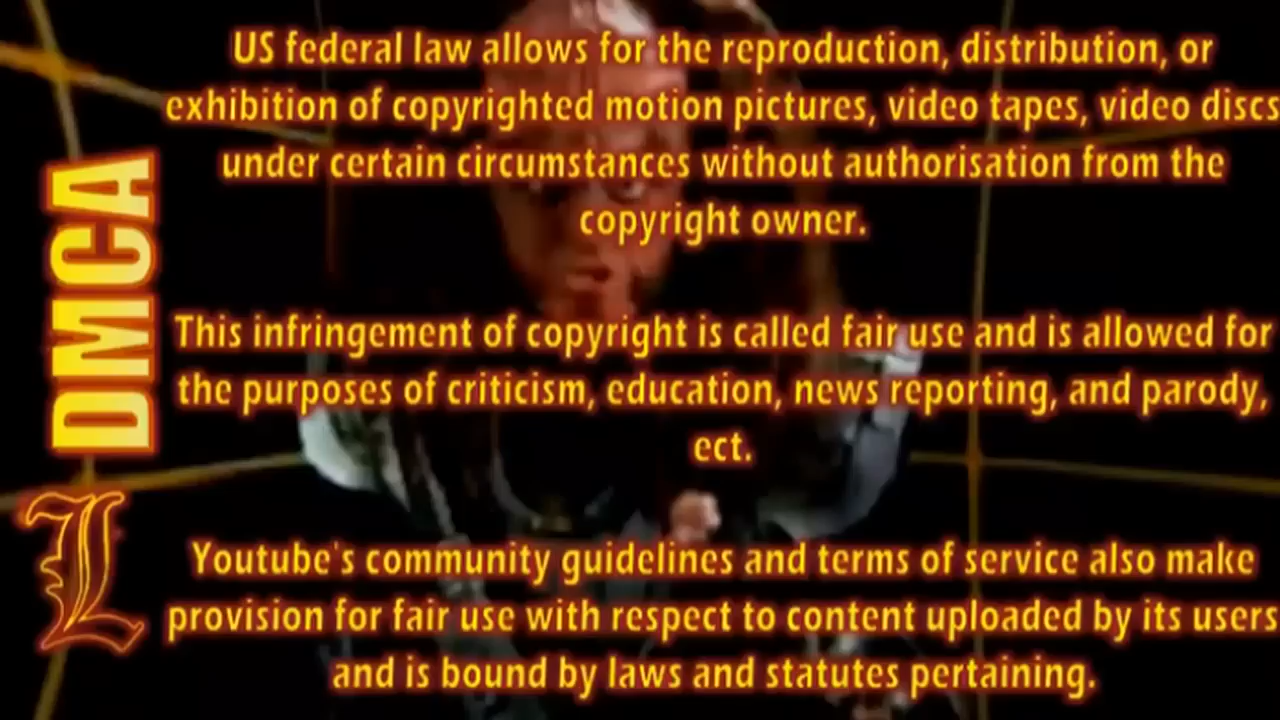 US federal law allows for the reproduction, distribution, or
exhibition of copyrighted motion pictures, video tapes, video discs
under certain circumstances without authorisation from the
copyright owner.
This infringement of copyright is called fair use and is allowed for
the purposes of criticism, education, news reporting, and parody,
ect.
Youtube's community guidelines and terms of service also make
provision for fair use with respect to content uploaded by its users
and is bound by laws and statutes pertaining.
DMCA
L